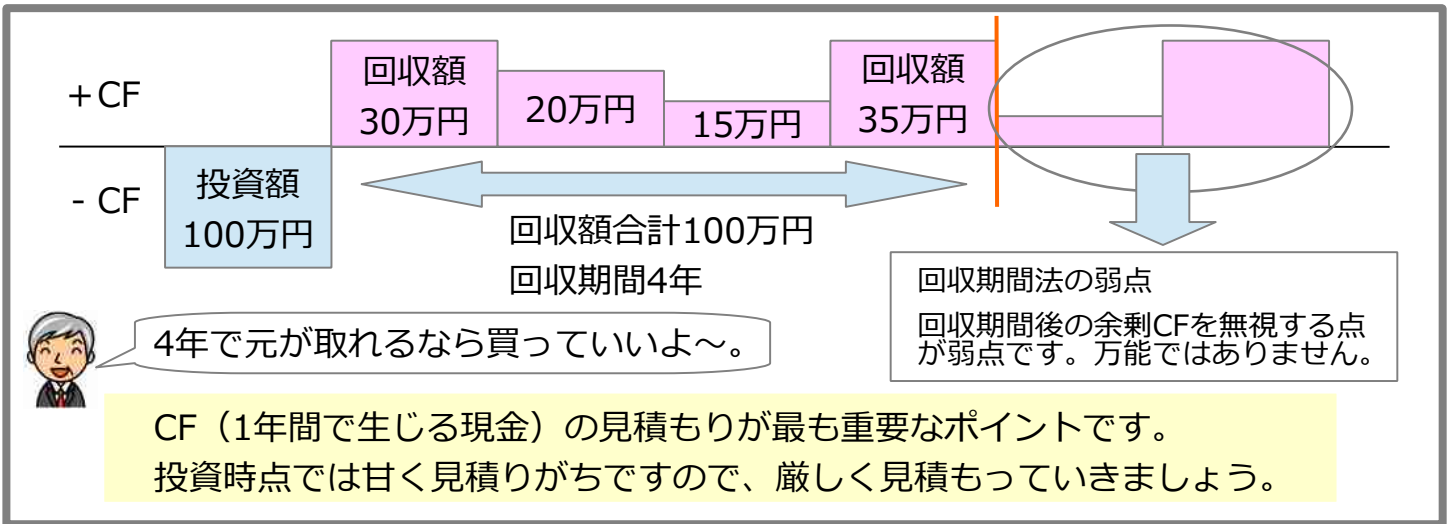 +CF
回収額
30万円
20万円
15万円
回収額
35万円
- CF
投資額
100万円
回収額合計100万円
回収期間4年
回収期間法の弱点
回収期間後の余剰CFを無視する点
が弱点です。万能ではありません。
4年で元が取れるなら買っていいよ~。
CF(1年間で生じる現金)の見積もりが最も重要なポイントです。
投資時点では甘く見積りがちですので、厳しく見積もっていきましょう。